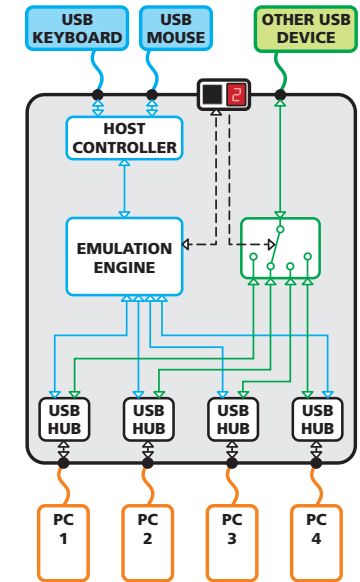 USB
KEYBOARD
USB
MOUSE
OTHER USB
DEVICE
2
HOST
CONTROLLER
EMULATION
ENGINE
USB
HUB
USB
HUB
USB
HUB
USB
HUB
PC
1
PC
2
PC
3
PC
4